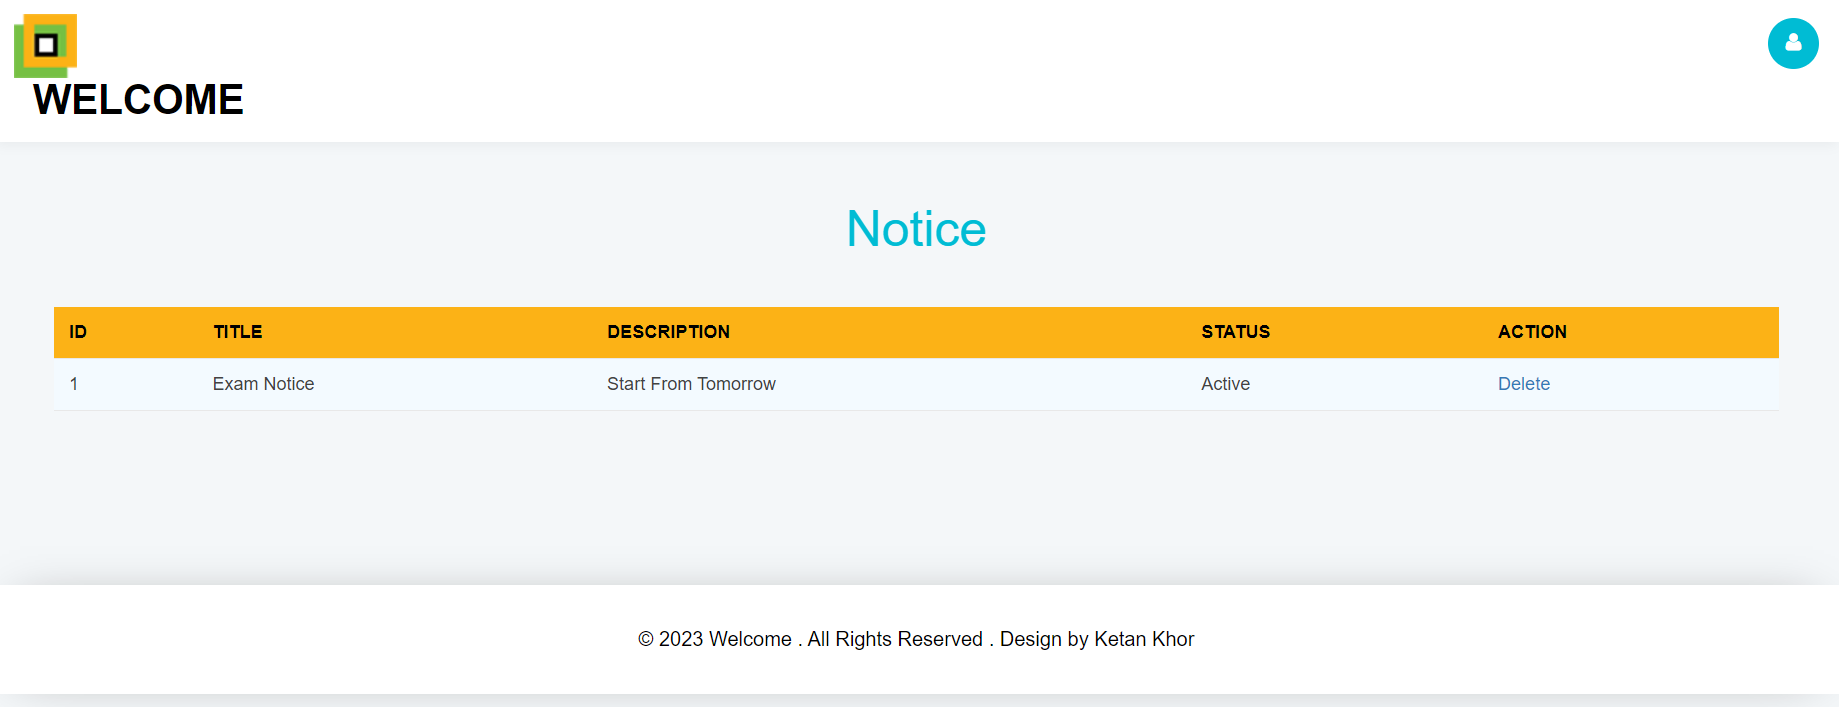 WELCOME
Notice
ID TITLE DESCRIPTION STATUS ACTION
1 Exam Notice Start From Tomorrow Active Delete
© 2023 Welcome . All Rights Reserved . Design by Ketan Khor